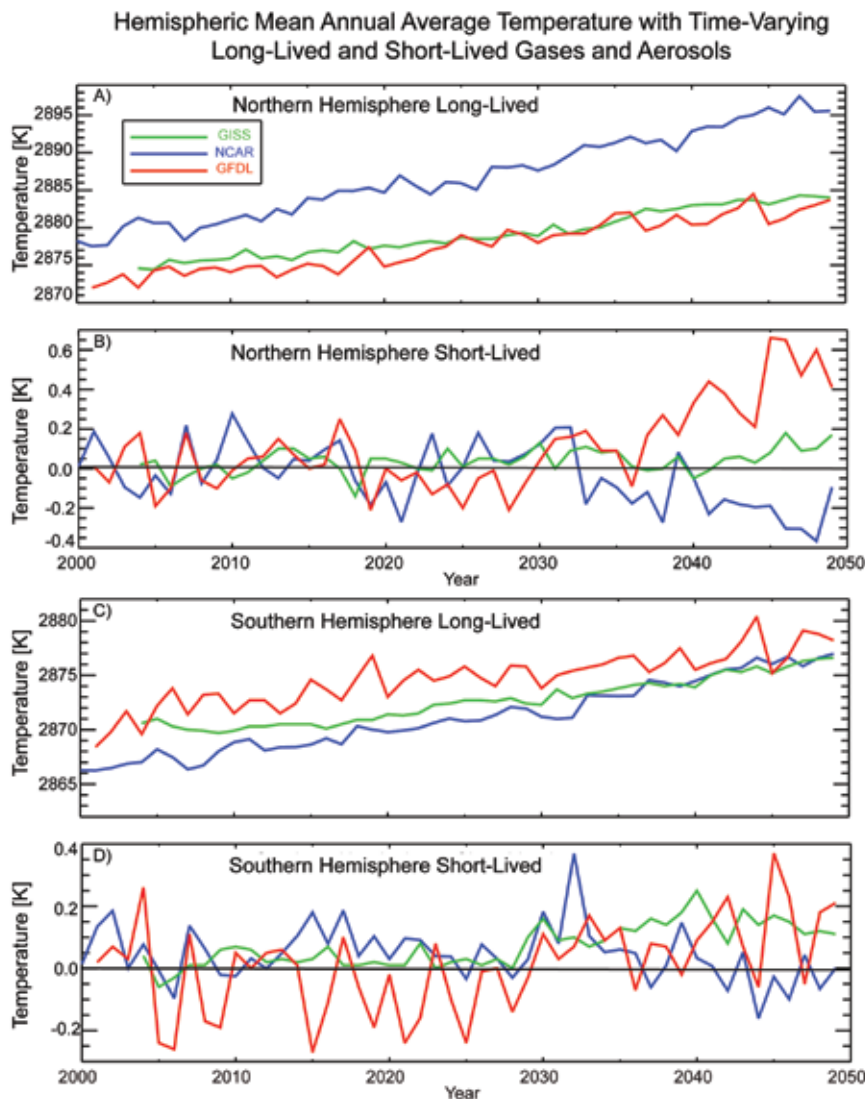 Hemispheric Mean Annual Average Temperature with Time-Varying
Long-Lived and Short-Lived Gases and Aerosols
A)
Northern Hemisphere Long-Lived
GISS
NCAR
GFDL
Temperature [K]
2895
2890
2885
2880
2875
2870
B)
Northern Hemisphere Short-Lived
Temperature [K]
0.6
0.4
0.2
0.0
-0.2
-0.4
2000 2010 2020 2030 2040 2050
Year
C)
Southern Hemisphere Long-Lived
Temperature [K]
2880
2875
2870
2865
D)
Southern Hemisphere Short-Lived
Temperature [K]
0.4
0.2
0.0
-0.2
2000 2010 2020 2030 2040 2050
Year